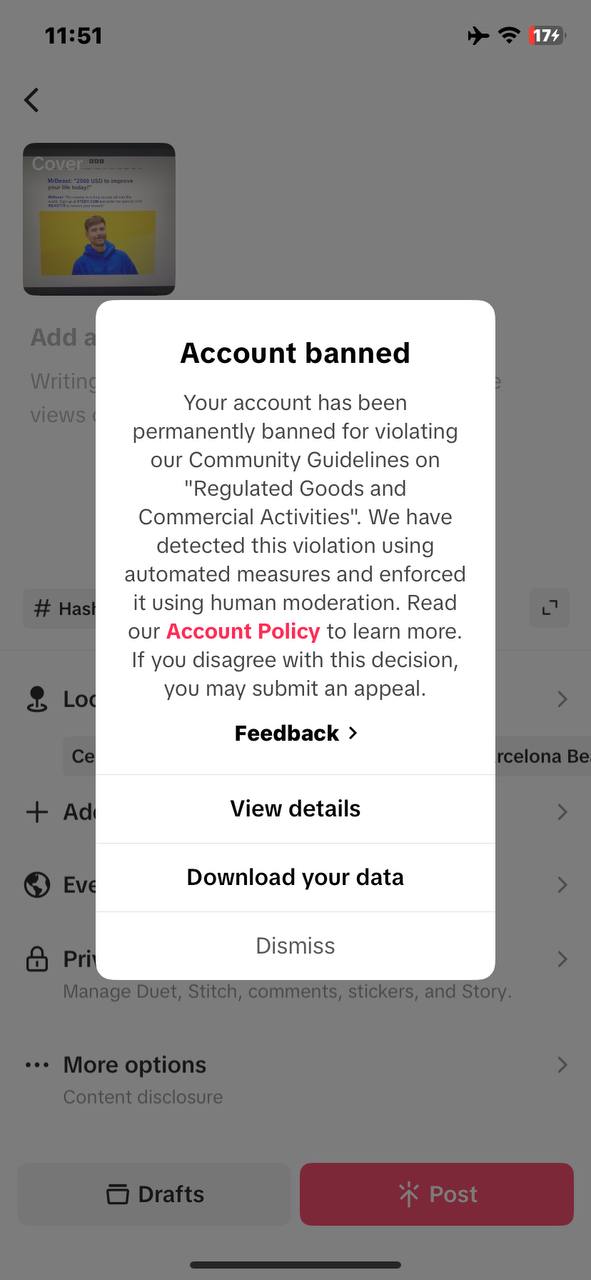 11:51
17
Cover
MrBeast: "2000 USD to improve
your life today!"
Add a
Writing
e
views
Account banned
Your account has been
permanently banned for violating
our Community Guidelines on
"Regulated Goods and
Commercial Activities". We have
detected this violation using
automated measures and enforced
it using human moderation. Read
our Account Policy to learn more.
If you disagree with this decision,
you may submit an appeal.
Feedback
View details
Download your data
Dismiss
# Hash
Loc
Ce
rcelona Be
Add
Eve
Priv
Manage Duet, Stitch, comments, stickers, and Story.
More options
Content disclosure
Drafts
Post